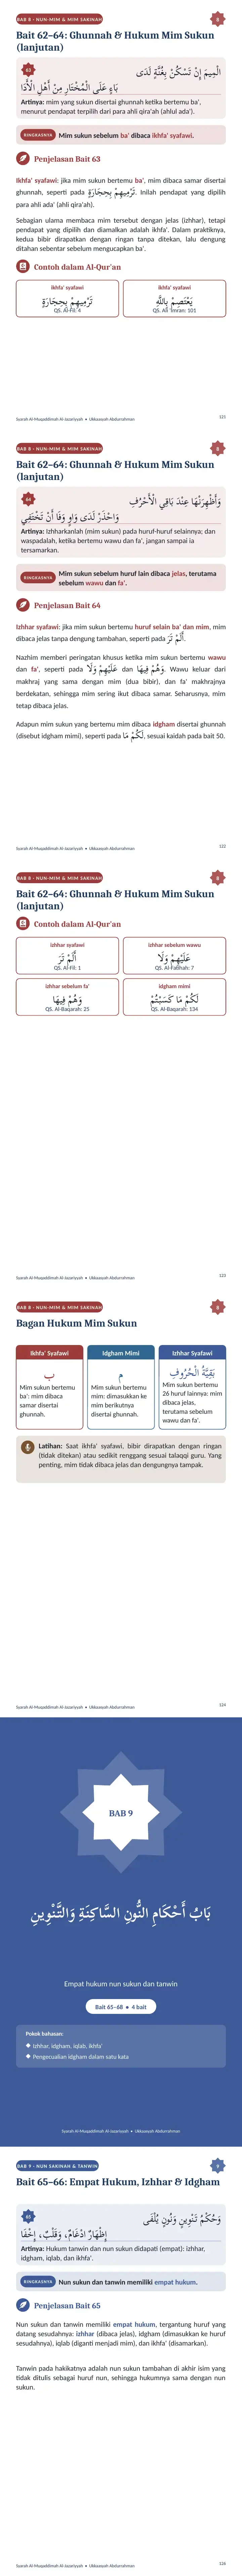 BAB 8 · NUN-MIM & MIM SAKINAH
8
Bait 62–64: Ghunnah & Hukum Mim Sukun
(lanjutan)
63
الْمِيمَ إِنْ تَسْكُنْ بِغُنَّةٍ لَدَى
بَاءٍ عَلَى الْمُخْتَارِ مِنْ أَهْلِ الْأَدَا
Artinya: mim yang sukun disertai ghunnah ketika bertemu ba',
menurut pendapat terpilih dari para ahli qira'ah (ahlul ada').
RINGKASNYA
Mim sukun sebelum ba' dibaca ikhfa' syafawi.
Penjelasan Bait 63
Ikhfa' syafawi: jika mim sukun bertemu ba', mim dibaca samar disertai
ghunnah, seperti pada تَرْمِيهِمْ بِحِجَارَةٍ. Inilah pendapat yang dipilih
para ahli ada' (ahli qira'ah).
Sebagian ulama membaca mim tersebut dengan jelas (izhhar), tetapi
pendapat yang dipilih dan diamalkan adalah ikhfa'. Dalam praktiknya,
kedua bibir dirapatkan dengan ringan tanpa ditekan, lalu dengung
ditahan sebentar sebelum mengucapkan ba'.
Contoh dalam Al-Qur'an
ikhfa' syafawi
تَرْمِيهِمْ بِحِجَارَةٍ
QS. Al-Fil: 4
ikhfa' syafawi
يَعْتَصِمْ بِاللَّهِ
QS. Ali 'Imran: 101
Syarah Al-Muqaddimah Al-Jazariyyah • Ukkaasyah Abdurrahman
121
BAB 8 · NUN-MIM & MIM SAKINAH
8
Bait 62–64: Ghunnah & Hukum Mim Sukun
(lanjutan)
64
وَأَظْهِرَنْهَا عِنْدَ بَاقِي الْأَحْرُفِ
وَاحْذَرْ لَدَى وَاوٍ وَفَا أَنْ تَخْتَفِي
Artinya: Izhharkanlah (mim sukun) pada huruf-huruf selainnya; dan
waspadalah, ketika bertemu wawu dan fa', jangan sampai ia
tersamarkan.
RINGKASNYA
Mim sukun sebelum huruf lain dibaca jelas, terutama
sebelum wawu dan fa'.
Penjelasan Bait 64
Izhhar syafawi: jika mim sukun bertemu huruf selain ba' dan mim, mim
dibaca jelas tanpa dengung tambahan, seperti pada أَلَمْ تَرَ.
Nazhim memberi peringatan khusus ketika mim sukun bertemu wawu
dan fa', seperti pada عَلَيْهِمْ وَلَا dan وَهُمْ فِيهَا. Wawu keluar dari
makhraj yang sama dengan mim (dua bibir), dan fa' makhrajnya
berdekatan, sehingga mim sering ikut dibaca samar. Seharusnya, mim
tetap dibaca jelas.
Adapun mim sukun yang bertemu mim dibaca idgham disertai ghunnah
(disebut idgham mimi), seperti pada لَكُمْ مَا, sesuai kaidah pada bait 50.
Syarah Al-Muqaddimah Al-Jazariyyah • Ukkaasyah Abdurrahman
122
BAB 8 · NUN-MIM & MIM SAKINAH
8
Bait 62–64: Ghunnah & Hukum Mim Sukun
(lanjutan)
Contoh dalam Al-Qur'an
izhhar syafawi
أَلَمْ تَرَ
QS. Al-Fil: 1
izhhar sebelum wawu
عَلَيْهِمْ وَلَا
QS. Al-Fatihah: 7
izhhar sebelum fa'
وَهُمْ فِيهَا
QS. Al-Baqarah: 25
idgham mimi
لَكُمْ مَا كَسَبْتُمْ
QS. Al-Baqarah: 134
Syarah Al-Muqaddimah Al-Jazariyyah • Ukkaasyah Abdurrahman
123
BAB 8 · NUN-MIM & MIM SAKINAH
8
Bagan Hukum Mim Sukun
Ikhfa' Syafawi
ب
Mim sukun bertemu
ba': mim dibaca
samar disertai
ghunnah.
Idgham Mimi
م
Mim sukun bertemu
mim: dimasukkan ke
mim berikutnya
disertai ghunnah.
Izhhar Syafawi
بَقِيَّةُ الْحُرُوفِ
Mim sukun bertemu
26 huruf lainnya: mim
dibaca jelas,
terutama sebelum
wawu dan fa'.
Latihan: Saat ikhfa' syafawi, bibir dirapatkan dengan ringan
(tidak ditekan) atau sedikit renggang sesuai talaqqi guru. Yang
penting, mim tidak dibaca jelas dan dengungnya tampak.
Syarah Al-Muqaddimah Al-Jazariyyah • Ukkaasyah Abdurrahman
124
BAB 9
بَابُ أَحْكَامِ النُّونِ السَّاكِنَةِ وَالتَّنْوِينِ
Empat hukum nun sukun dan tanwin
Bait 65–68 • 4 bait
Pokok bahasan:
◆ Izhhar, idgham, iqlab, ikhfa'
◆ Pengecualian idgham dalam satu kata
Syarah Al-Muqaddimah Al-Jazariyyah • Ukkaasyah Abdurrahman
BAB 9 · NUN SAKINAH & TANWIN
9
Bait 65–66: Empat Hukum, Izhhar & Idgham
65
وَحُكْمُ تَنْوِينٍ وَنُونٍ يُلْفَى
إِظْهَارٌ ادْغَامٌ، وَقَلْبٌ، إِخْفَا
Artinya: Hukum tanwin dan nun sukun didapati (empat): izhhar,
idgham, iqlab, dan ikhfa'.
RINGKASNYA
Nun sukun dan tanwin memiliki empat hukum.
Penjelasan Bait 65
Nun sukun dan tanwin memiliki empat hukum, tergantung huruf yang
datang sesudahnya: izhhar (dibaca jelas), idgham (dimasukkan ke huruf
sesudahnya), iqlab (diganti menjadi mim), dan ikhfa' (disamarkan).
Tanwin pada hakikatnya adalah nun sukun tambahan di akhir isim yang
tidak ditulis sebagai huruf nun, sehingga hukumnya sama dengan nun
sukun.
Syarah Al-Muqaddimah Al-Jazariyyah • Ukkaasyah Abdurrahman
126